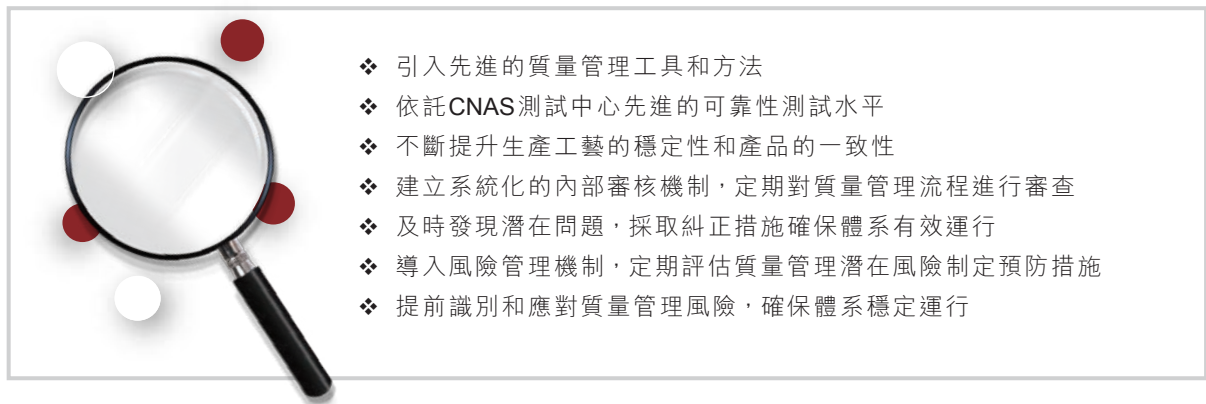 ❖ 引入先進的質量管理工具和方法
❖ 依託CNAS測試中心先進的可靠性測試水平
❖ 不斷提升生產工藝的穩定性和產品的一致性
❖ 建立系統化的內部審核機制，定期對質量管理流程進行審查
❖ 及時發現潛在問題，採取糾正措施確保體系有效運行
❖ 導入風險管理機制，定期評估質量管理潛在風險制定預防措施
❖ 提前識別和應對質量管理風險，確保體系穩定運行